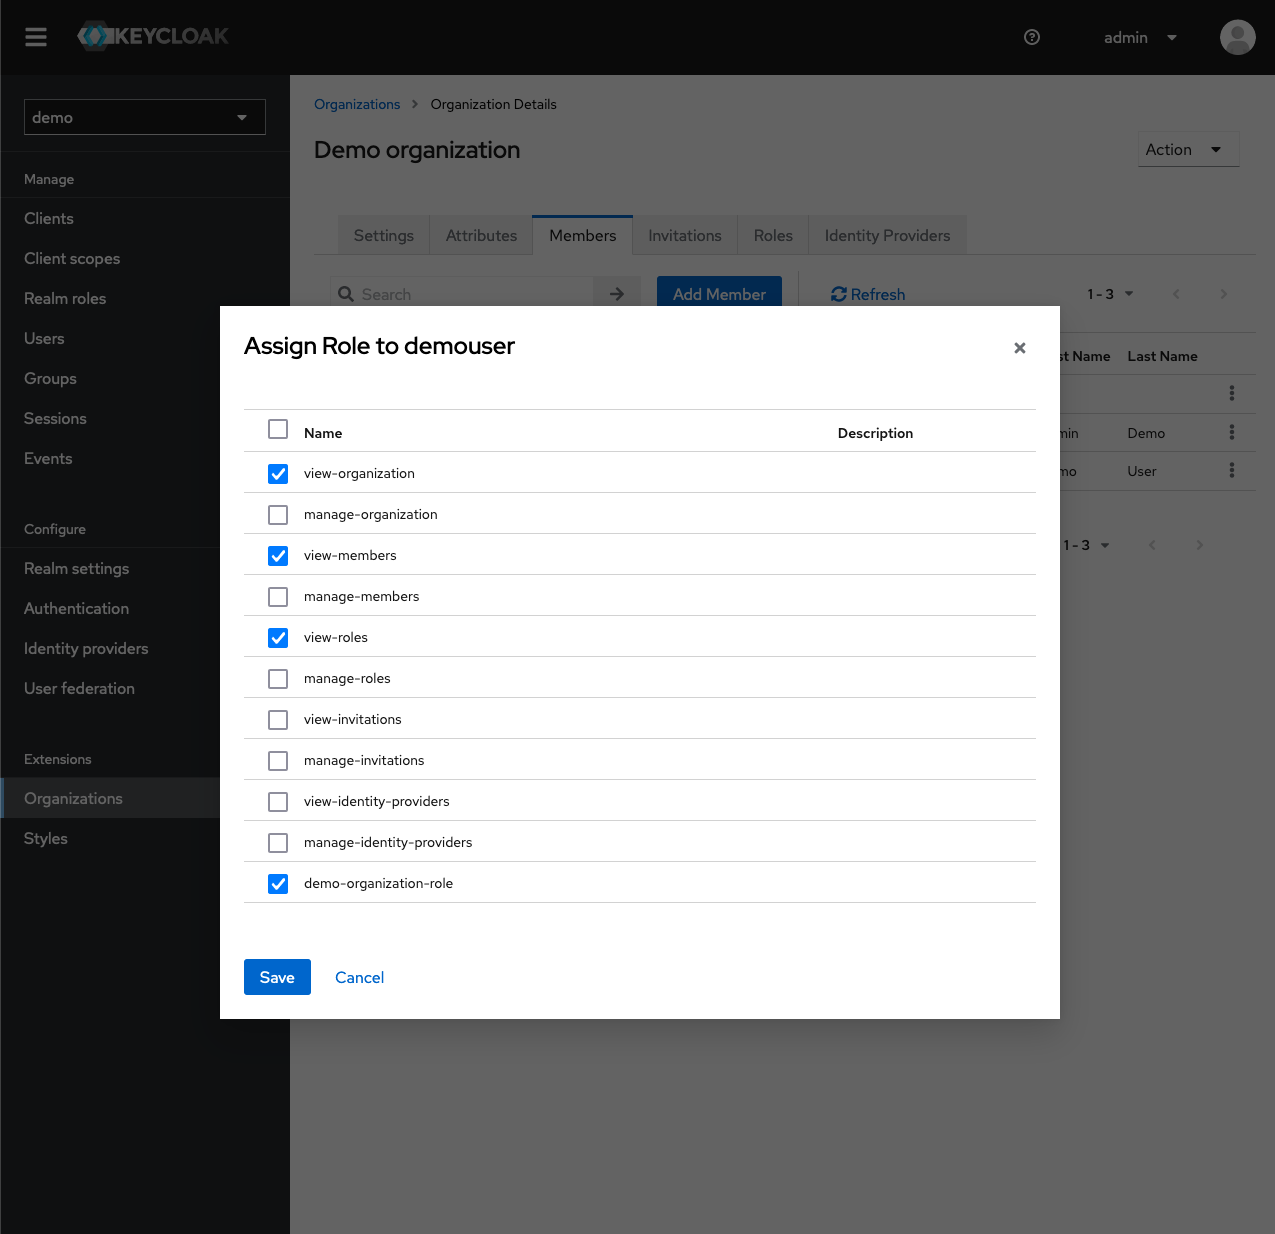 KEYCLOAK
admin
demo
Manage
Clients
Client scopes
Realm roles
Users
Groups
Sessions
Events
Configure
Realm settings
Authentication
Identity providers
User federation
Extensions
Organizations
Styles
Organizations > Organization Details
Demo organization
Action
Settings Attributes Members Invitations Roles Identity Providers
Search Add Member Refresh 1 - 3
Name Last Name
Demo
User
1 - 3
Assign Role to demouser
Name Description
view-organization
manage-organization
view-members
manage-members
view-roles
manage-roles
view-invitations
manage-invitations
view-identity-providers
manage-identity-providers
demo-organization-role
Save Cancel